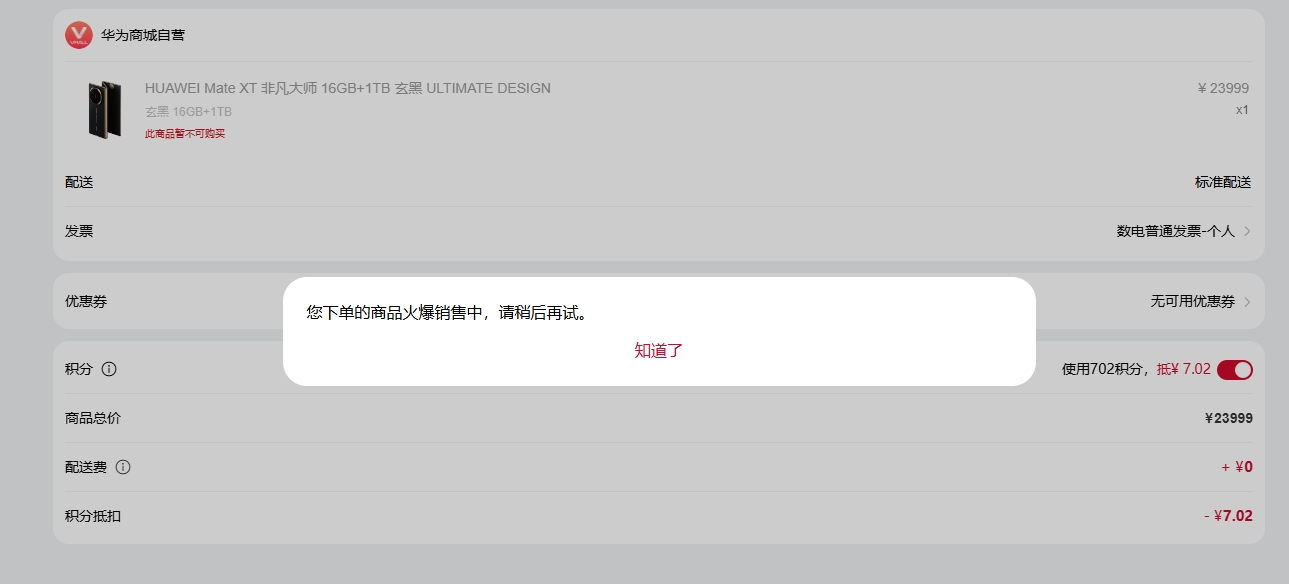 华为商城自营
HUAWEI Mate XT 非凡大师 16GB+1TB 玄黑 ULTIMATE DESIGN
¥ 23999
玄黑 16GB+1TB
x1
此商品暂不可购买
配送
标准配送
发票
数电普通发票-个人
优惠券
无可用优惠券
您下单的商品火爆销售中，请稍后再试。
知道了
积分
使用702积分，抵¥ 7.02
商品总价
¥23999
配送费
+ ¥0
积分抵扣
- ¥7.02